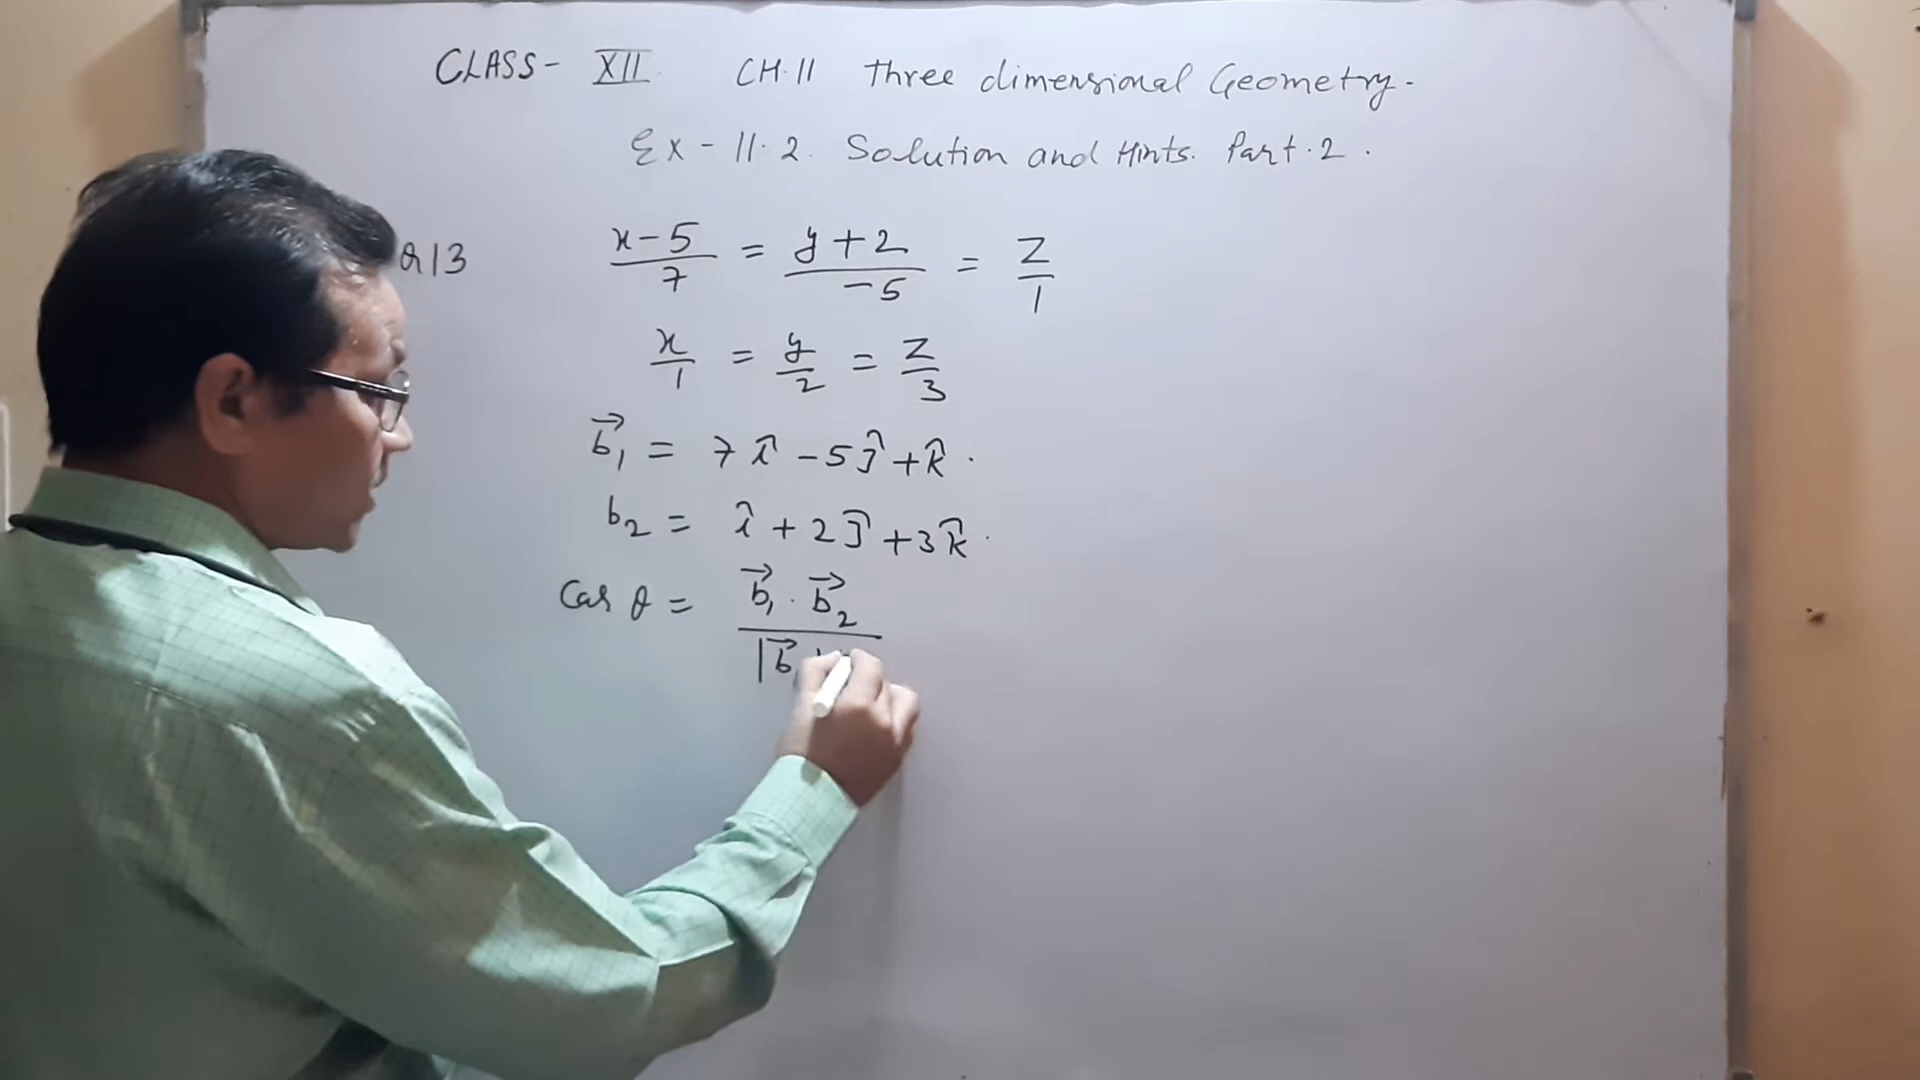 CLASS- XII. CH.11 Three dimensional Geometry.
Ex - 11.2. Solution and Hints. Part.2.
Q13 x-5/7 = y+2/-5 = z/1
x/1 = y/2 = z/3
b⃗₁ = 7î -5ĵ +k̂.
b₂ = î + 2ĵ +3k̂.
Cos θ = b⃗₁ . b⃗₂
|b⃗